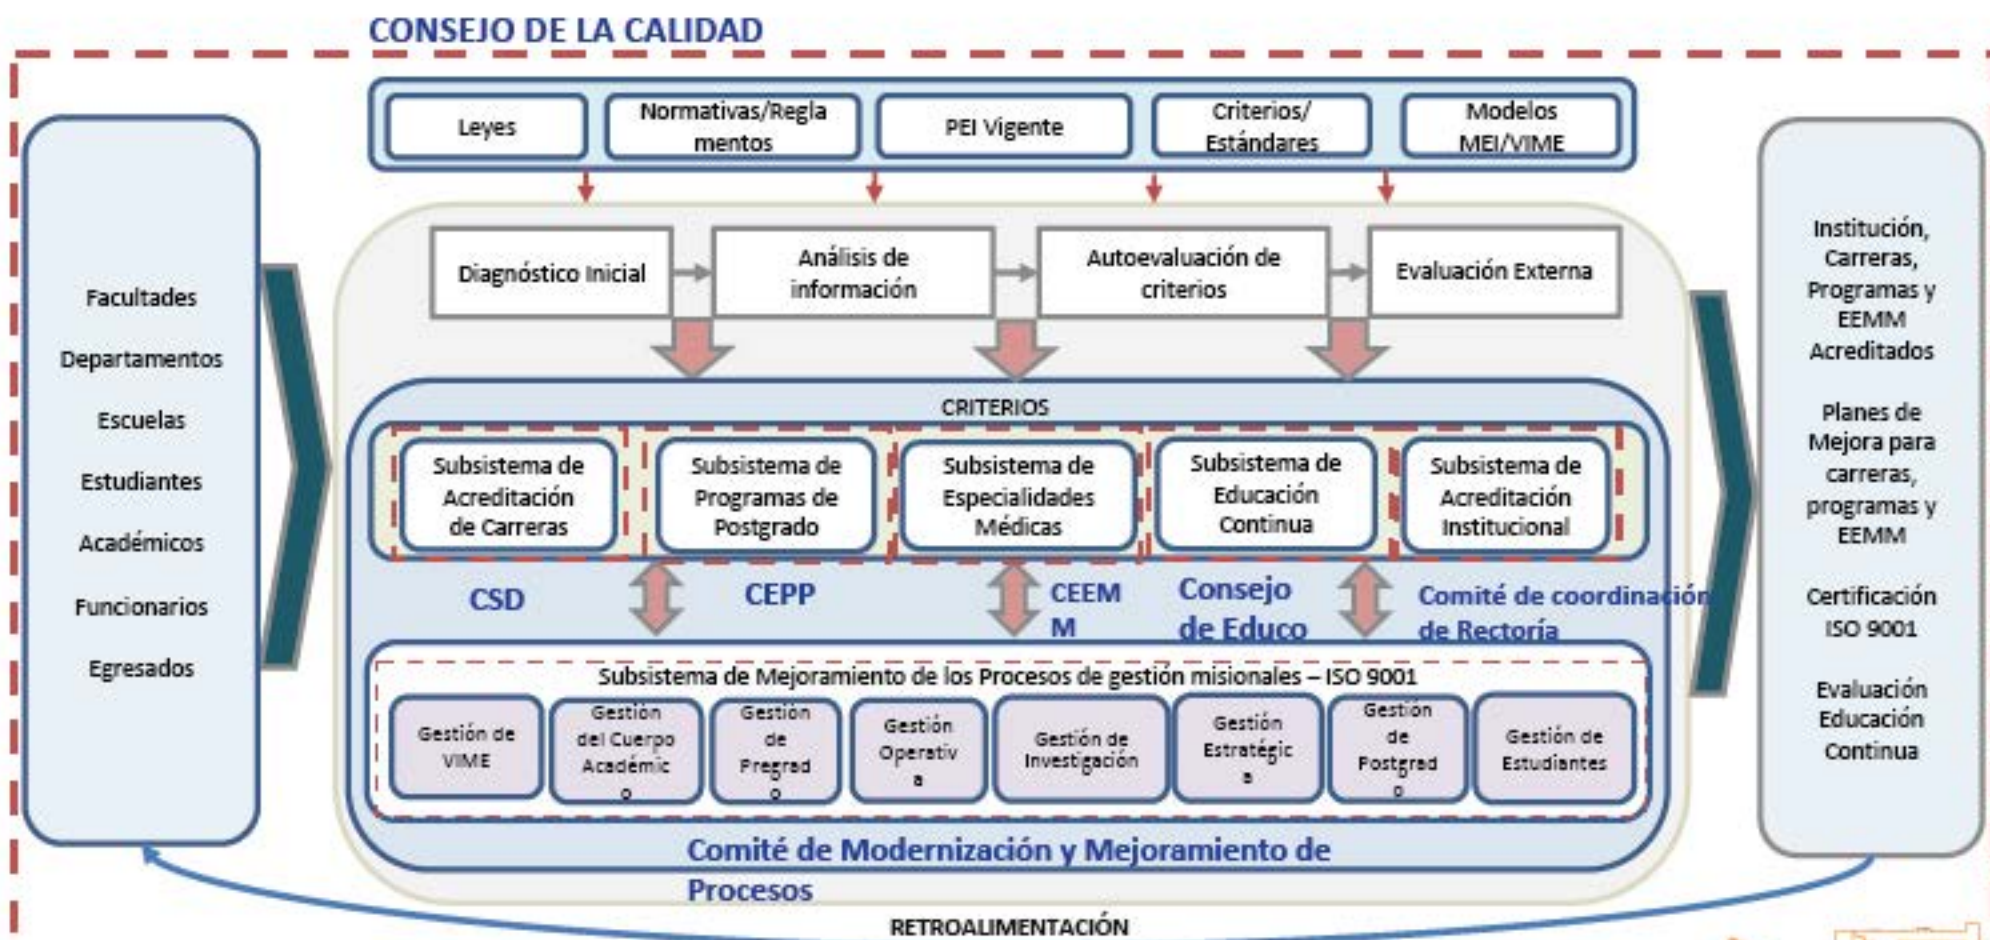 CONSEJO DE LA CALIDAD
Leyes
Normativas/Regla
mentos
PEI Vigente
Criterios/
Estándares
Modelos
MEI/VIME
Facultades
Departamentos
Escuelas
Estudiantes
Académicos
Funcionarios
Egresados
Diagnóstico Inicial
Análisis de
información
Autoevaluación de
criterios
Evaluación Externa
CRITERIOS
Subsistema de
Acreditación
de Carreras
Subsistema de
Programas de
Postgrado
Subsistema de
Especialidades
Médicas
Subsistema de
Educación
Continua
Subsistema de
Acreditación
Institucional
CSD
CEPP
CEEM
M
Consejo
de Educo
Comité de coordinación
de Rectoría
Subsistema de Mejoramiento de los Procesos de gestión misionales – ISO 9001
Gestión de
VIME
Gestión
del Cuerpo
Académic
o
Gestión
de
Pregrad
o
Gestión
Operativ
a
Gestión de
Investigación
Gestión
Estratégic
a
Gestión
de
Postgrad
o
Gestión de
Estudiantes
Comité de Modernización y Mejoramiento de
Procesos
Institución,
Carreras,
Programas y
EEMM
Acreditados
Planes de
Mejora para
carreras,
programas y
EEMM
Certificación
ISO 9001
Evaluación
Educación
Continua
RETROALIMENTACIÓN